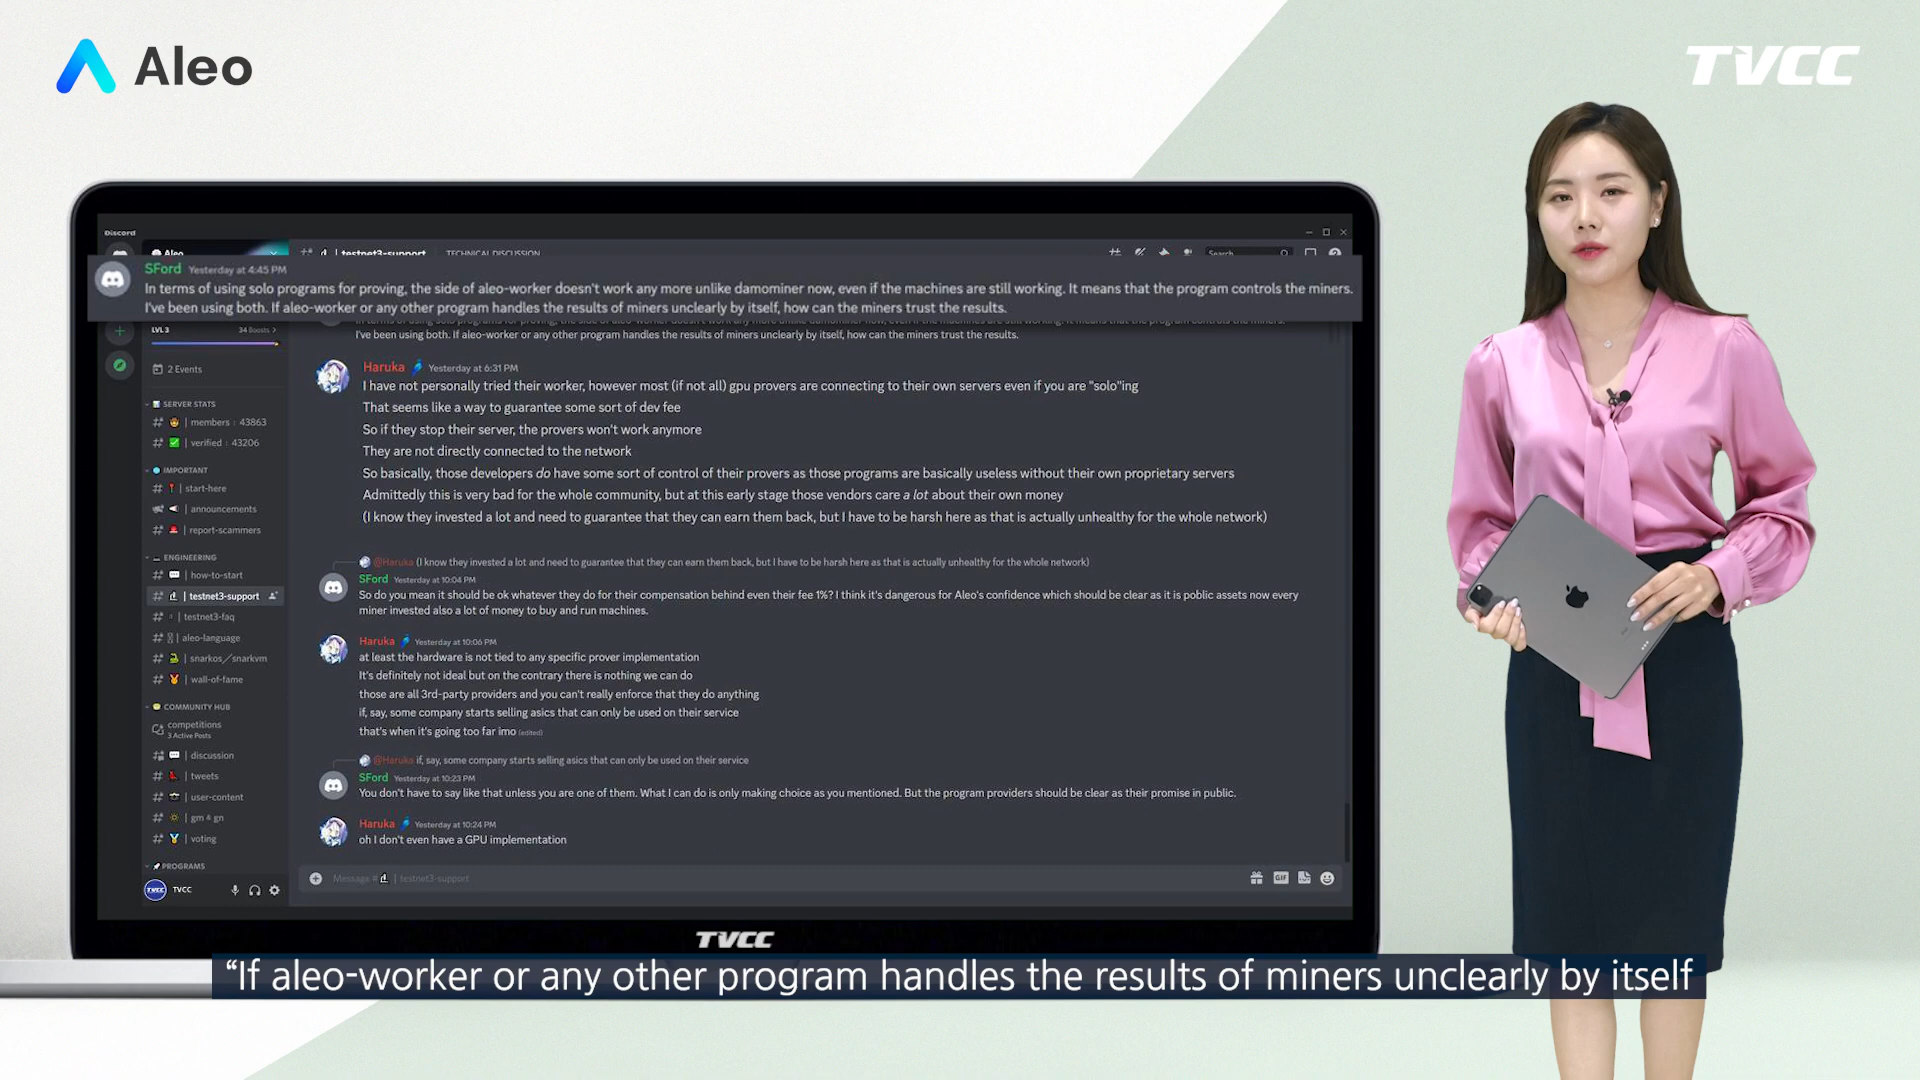 Aleo
TVCC
Discord
Aleo
testnet3-support
TECHNICAL DISCUSSION
Search
SFord Yesterday at 4:45 PM
In terms of using solo programs for proving, the side of aleo-worker doesn't work any more unlike damominer now, even if the machines are still working. It means that the program controls the miners.
I've been using both. If aleo-worker or any other program handles the results of miners unclearly by itself, how can the miners trust the results.
I've been using both. If aleo-worker or any other program handles the results of miners unclearly by itself, how can the miners trust the results.
LVL 3
34 Boosts >
2 Events
SERVER STATS
# | members : 43863
# | verified : 43206
IMPORTANT
# | start-here
| announcements
# | report-scammers
ENGINEERING
# | how-to-start
# | testnet3-support
# | testnet3-faq
# | aleo-language
# | snarkos/snarkvm
# | wall-of-fame
COMMUNITY HUB
competitions
3 Active Posts
# | discussion
# | tweets
# | user-content
# | gm & gn
# | voting
PROGRAMS
TVCC
TVCC
Haruka Yesterday at 6:31 PM
I have not personally tried their worker, however most (if not all) gpu provers are connecting to their own servers even if you are "solo"ing
That seems like a way to guarantee some sort of dev fee
So if they stop their server, the provers won't work anymore
They are not directly connected to the network
So basically, those developers do have some sort of control of their provers as those programs are basically useless without their own proprietary servers
Admittedly this is very bad for the whole community, but at this early stage those vendors care a lot about their own money
(I know they invested a lot and need to guarantee that they can earn them back, but I have to be harsh here as that is actually unhealthy for the whole network)
@Haruka (I know they invested a lot and need to guarantee that they can earn them back, but I have to be harsh here as that is actually unhealthy for the whole network)
SFord Yesterday at 10:04 PM
So do you mean it should be ok whatever they do for their compensation behind even their fee 1%? I think it's dangerous for Aleo's confidence which should be clear as it is public assets now every
miner invested also a lot of money to buy and run machines.
Haruka Yesterday at 10:06 PM
at least the hardware is not tied to any specific prover implementation
It's definitely not ideal but on the contrary there is nothing we can do
those are all 3rd-party providers and you can't really enforce that they do anything
if, say, some company starts selling asics that can only be used on their service
that's when it's going too far imo (edited)
@Haruka if, say, some company starts selling asics that can only be used on their service
SFord Yesterday at 10:23 PM
You don't have to say like that unless you are one of them. What I can do is only making choice as you mentioned. But the program providers should be clear as their promise in public.
Haruka Yesterday at 10:24 PM
oh I don't even have a GPU implementation
Message # | testnet3-support
GIF
TVCC
“If aleo-worker or any other program handles the results of miners unclearly by itself